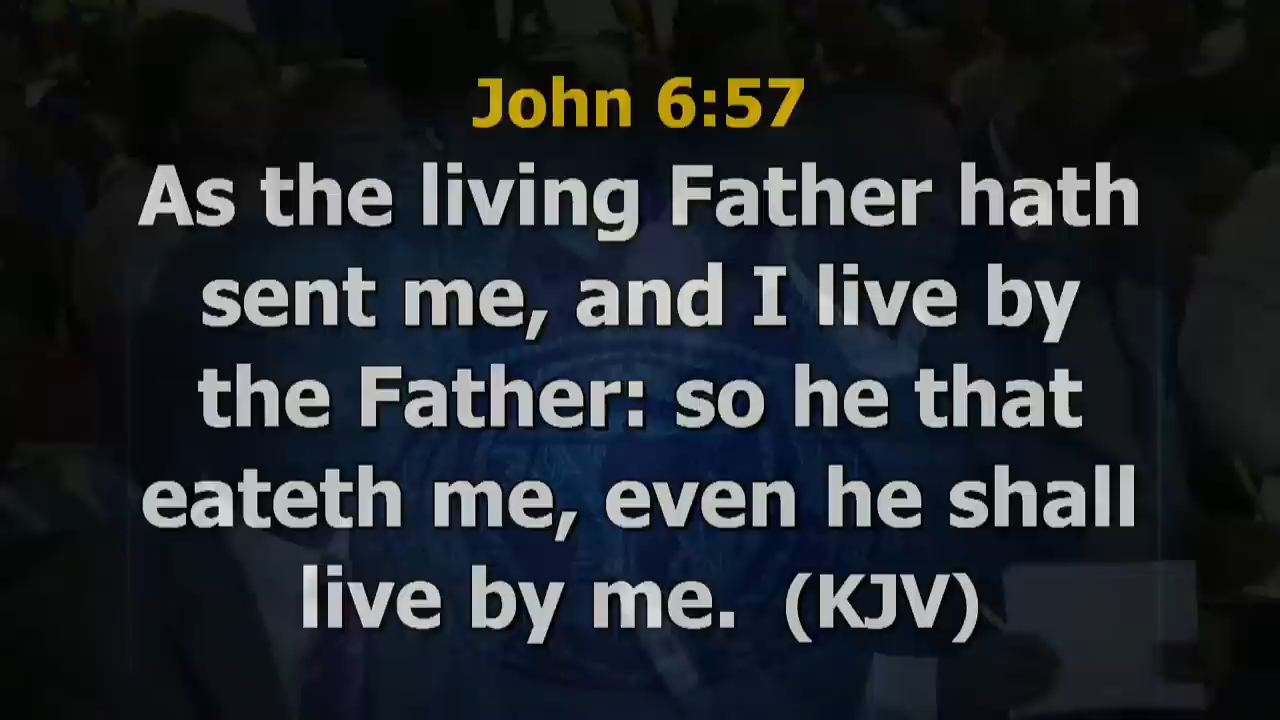 John 6:57
As the living Father hath
sent me, and I live by
the Father: so he that
eateth me, even he shall
live by me. (KJV)